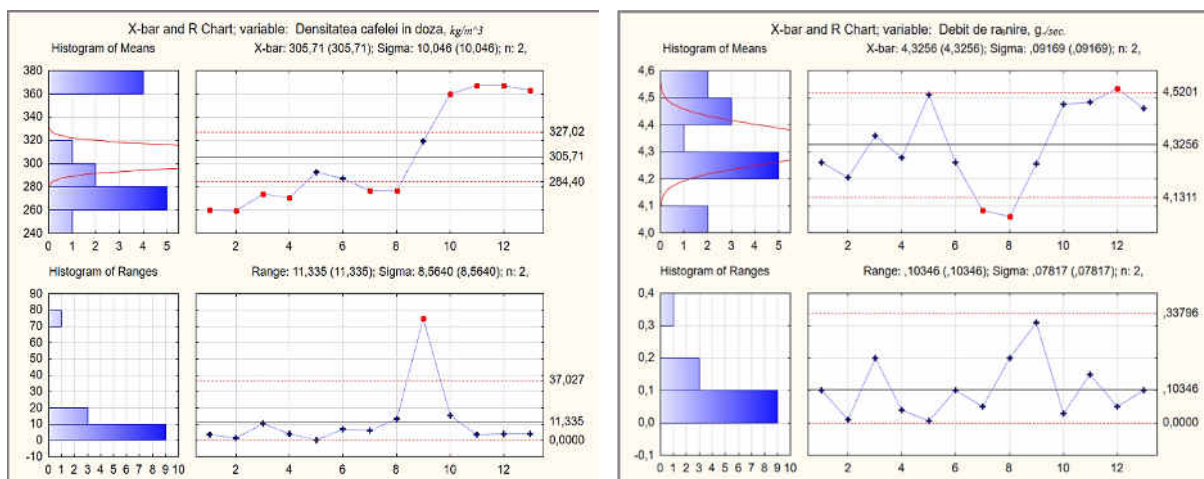 X-bar and R Chart; variable: Densitatea cafelei in doza, kg/m^3
Histogram of Means
X-bar: 305,71 (305,71); Sigma: 10,046 (10,046); n: 2,
380
360
340
320
300
280
260
240
0 1 2 3 4 5
2 4 6 8 10 12
327,02
305,71
284,40
Histogram of Ranges
Range: 11,335 (11,335); Sigma: 8,5640 (8,5640); n: 2,
90
80
70
60
50
40
30
20
10
0
-10
0 1 2 3 4 5 6 7 8 9 10
2 4 6 8 10 12
37,027
11,335
0,0000
X-bar and R Chart; variable: Debit de rașnire, g./sec.
Histogram of Means
X-bar: 4,3256 (4,3256); Sigma: ,09169 (,09169); n: 2,
4,6
4,5
4,4
4,3
4,2
4,1
4,0
0 1 2 3 4 5
2 4 6 8 10 12
4,5201
4,3256
4,1311
Histogram of Ranges
Range: ,10346 (,10346); Sigma: ,07817 (,07817); n: 2,
0,4
0,3
0,2
0,1
0,0
-0,1
0 1 2 3 4 5 6 7 8 9 10
2 4 6 8 10 12
,33796
,10346
0,0000